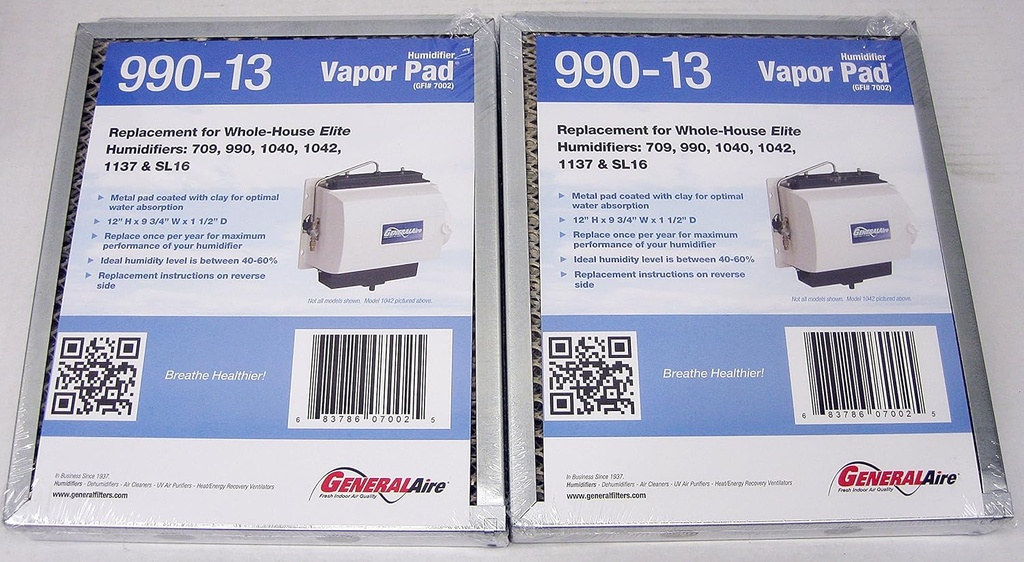 990-13
Humidifier
Vapor Pad®
(GFI# 7002)
Replacement for Whole-House Elite
Humidifiers: 709, 990, 1040, 1042,
1137 & SL16
► Metal pad coated with clay for optimal
water absorption
► 12" H x 9 3/4" W x 1 1/2" D
► Replace once per year for maximum
performance of your humidifier
► Ideal humidity level is between 40-60%
► Replacement instructions on reverse
side
GENERALAire
Not all models shown. Model 1042 pictured above.
Breathe Healthier!
6 83786 07002 5
In Business Since 1937.
Humidifiers - Dehumidifiers - Air Cleaners - UV Air Purifiers - Heat/Energy Recovery Ventilators
www.generalfilters.com
GENERALAire®
Fresh Indoor Air Quality
990-13
Humidifier
Vapor Pad®
(GFI# 7002)
Replacement for Whole-House Elite
Humidifiers: 709, 990, 1040, 1042,
1137 & SL16
► Metal pad coated with clay for optimal
water absorption
► 12" H x 9 3/4" W x 1 1/2" D
► Replace once per year for maximum
performance of your humidifier
► Ideal humidity level is between 40-60%
► Replacement instructions on reverse
side
GENERALAire
Not all models shown. Model 1042 pictured above.
Breathe Healthier!
6 83786 07002 5
In Business Since 1937.
Humidifiers - Dehumidifiers - Air Cleaners - UV Air Purifiers - Heat/Energy Recovery Ventilators
www.generalfilters.com
GENERALAire®
Fresh Indoor Air Quality